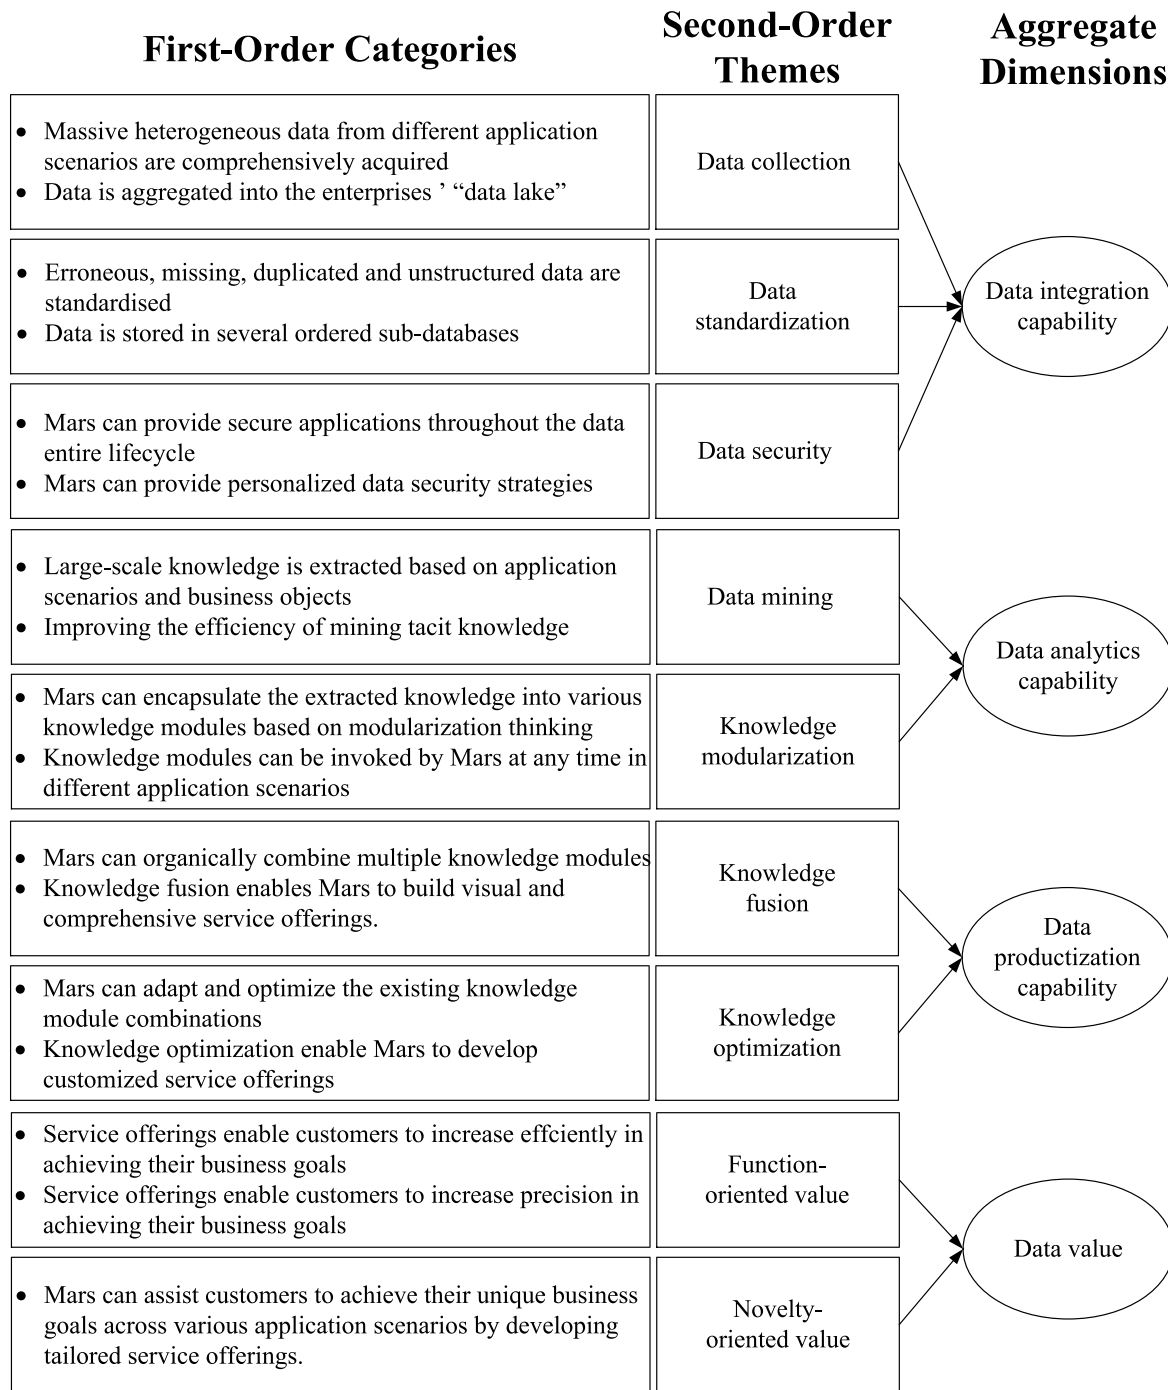 First-Order Categories
Second-Order
Themes
Aggregate
Dimensions
• Massive heterogeneous data from different application
scenarios are comprehensively acquired
• Data is aggregated into the enterprises ’ “data lake”
Data collection
• Erroneous, missing, duplicated and unstructured data are
standardised
• Data is stored in several ordered sub-databases
Data
standardization
• Mars can provide secure applications throughout the data
entire lifecycle
• Mars can provide personalized data security strategies
Data security
Data integration
capability
• Large-scale knowledge is extracted based on application
scenarios and business objects
• Improving the efficiency of mining tacit knowledge
Data mining
• Mars can encapsulate the extracted knowledge into various
knowledge modules based on modularization thinking
• Knowledge modules can be invoked by Mars at any time in
different application scenarios
Knowledge
modularization
Data analytics
capability
• Mars can organically combine multiple knowledge modules
• Knowledge fusion enables Mars to build visual and
comprehensive service offerings.
Knowledge
fusion
• Mars can adapt and optimize the existing knowledge
module combinations
• Knowledge optimization enable Mars to develop
customized service offerings
Knowledge
optimization
Data
productization
capability
• Service offerings enable customers to increase effciently in
achieving their business goals
• Service offerings enable customers to increase precision in
achieving their business goals
Function-
oriented value
• Mars can assist customers to achieve their unique business
goals across various application scenarios by developing
tailored service offerings.
Novelty-
oriented value
Data value